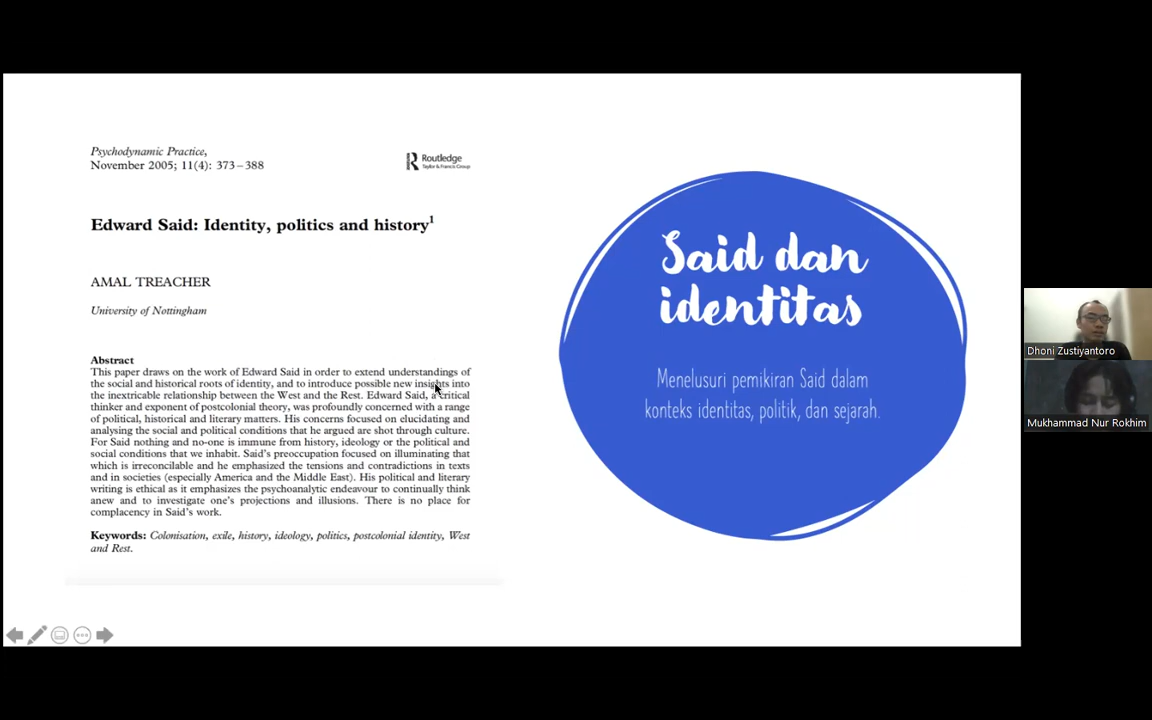 Psychodynamic Practice,
November 2005; 11(4): 373 – 388
Routledge
Taylor & Francis Group
Edward Said: Identity, politics and history1
AMAL TREACHER
University of Nottingham
Abstract
This paper draws on the work of Edward Said in order to extend understandings of
the social and historical roots of identity, and to introduce possible new insights into
the inextricable relationship between the West and the Rest. Edward Said, a critical
thinker and exponent of postcolonial theory, was profoundly concerned with a range
of political, historical and literary matters. His concerns focused on elucidating and
analysing the social and political conditions that he argued are shot through culture.
For Said nothing and no-one is immune from history, ideology or the political and
social conditions that we inhabit. Said's preoccupation focused on illuminating that
which is irreconcilable and he emphasized the tensions and contradictions in texts
and in societies (especially America and the Middle East). His political and literary
writing is ethical as it emphasizes the psychoanalytic endeavour to continually think
anew and to investigate one's projections and illusions. There is no place for
complacency in Said's work.
Keywords: Colonisation, exile, history, ideology, politics, postcolonial identity, West
and Rest.
Said dan
identitas
Menelusuri pemikiran Said dalam
konteks identitas, politik, dan sejarah.
Dhoni Zustiyantoro
Mukhammad Nur Rokhim